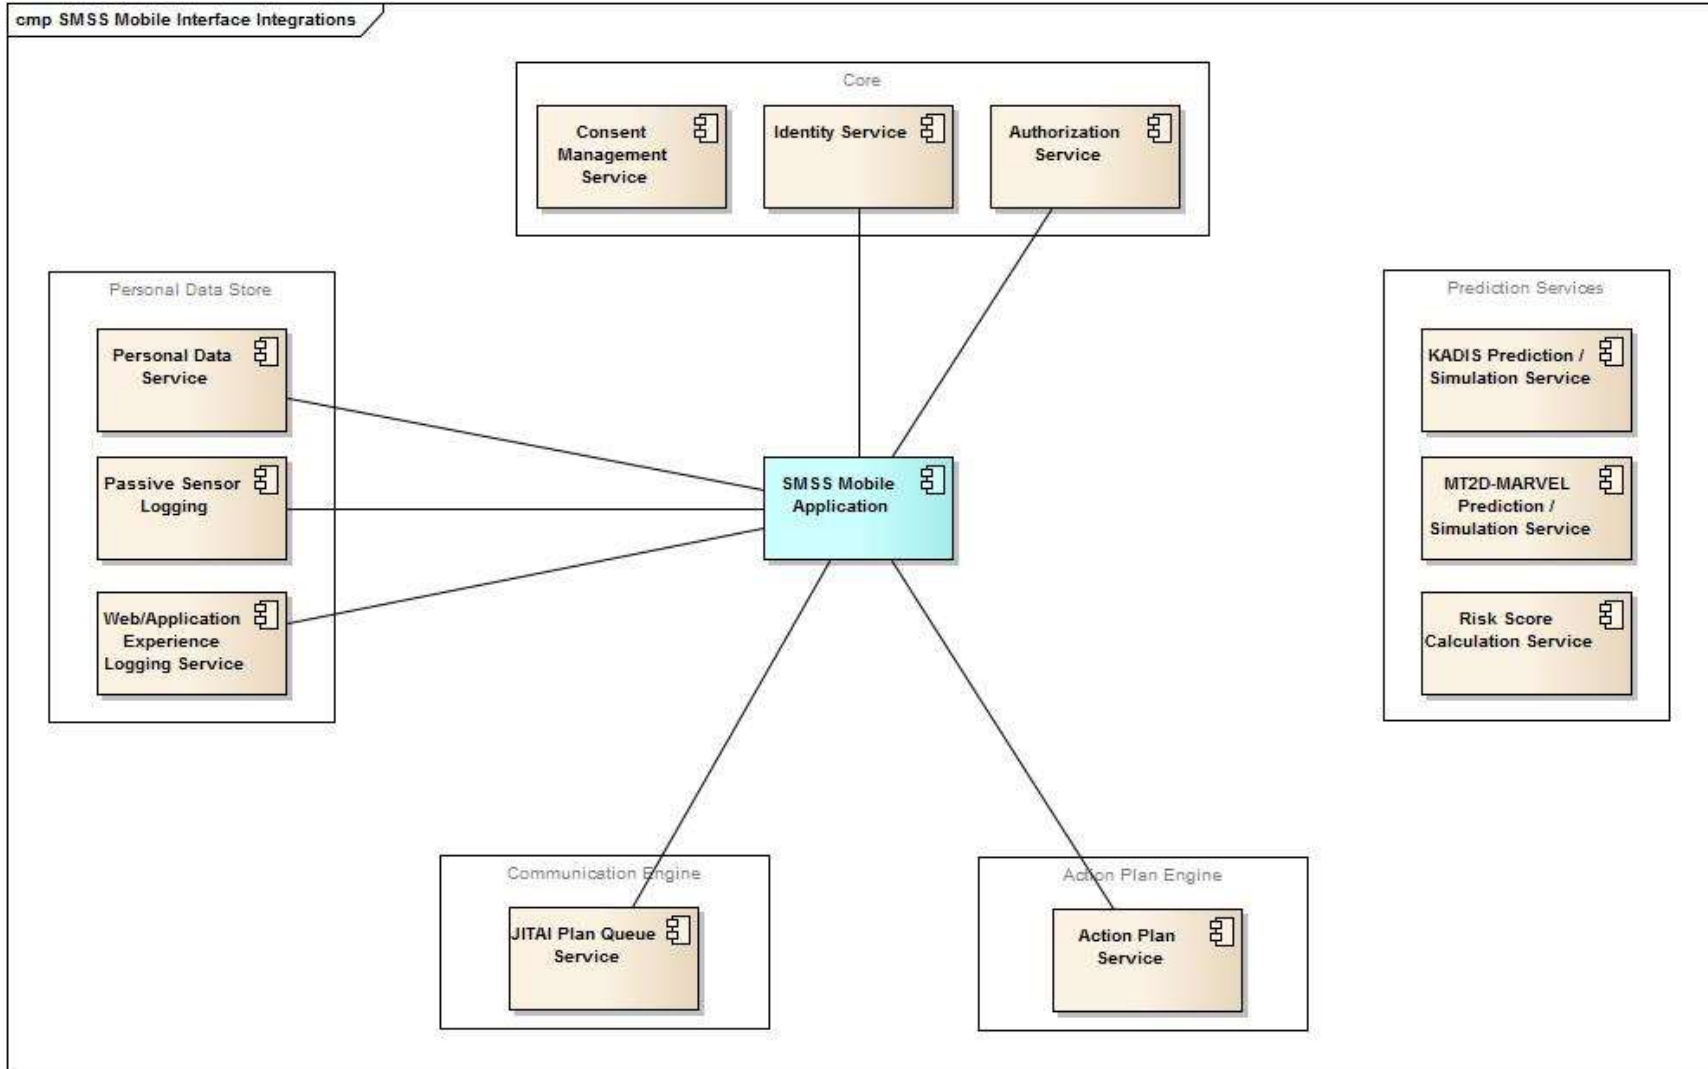 cmp SMSS Mobile Interface Integrations
Core
Consent
Management
Service
Identity Service
Authorization
Service
Personal Data Store
Personal Data
Service
Passive Sensor
Logging
Web/Application
Experience
Logging Service
SMSS Mobile
Application
Prediction Services
KADIS Prediction /
Simulation Service
MT2D-MARVEL
Prediction /
Simulation Service
Risk Score
Calculation Service
Communication Engine
JITAI Plan Queue
Service
Action Plan Engine
Action Plan
Service